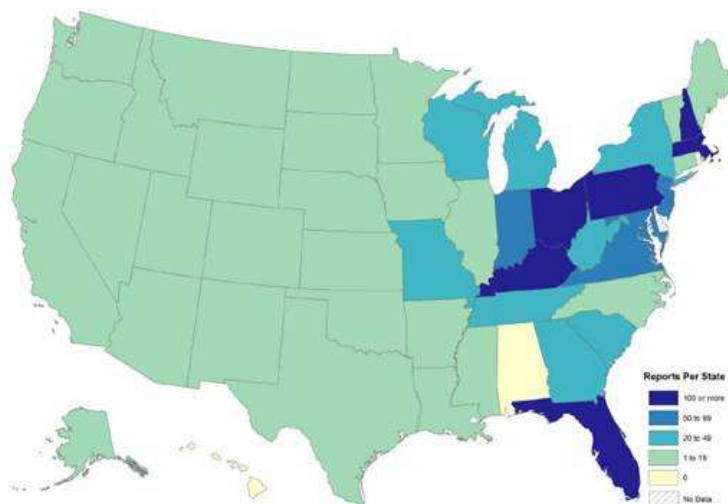 Reports Per State
100 or more
50 to 99
20 to 49
1 to 19
0
No Data